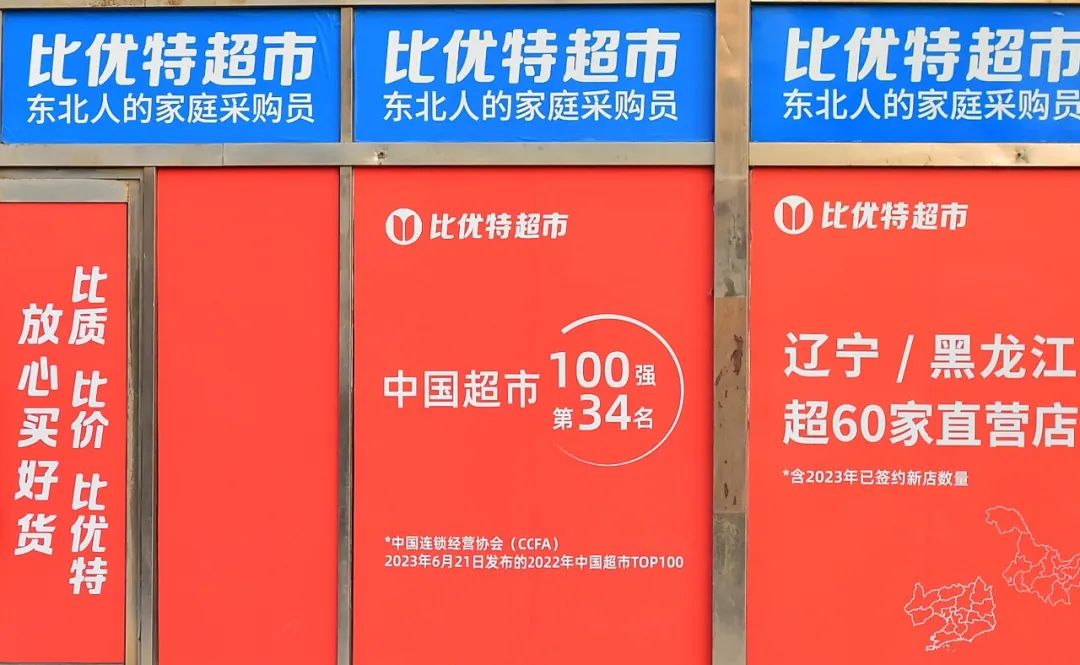 比优特超市
东北人的家庭采购员
比优特超市
东北人的家庭采购员
比优特超市
东北人的家庭采购员
比质 比价 比优特
放心买好货
比优特超市
中国超市
100强
第34名
*中国连锁经营协会（CCFA）
2023年6月21日发布的2022年中国超市TOP100
比优特超市
辽宁 / 黑龙江
超60家直营店
*含2023年已签约新店数量